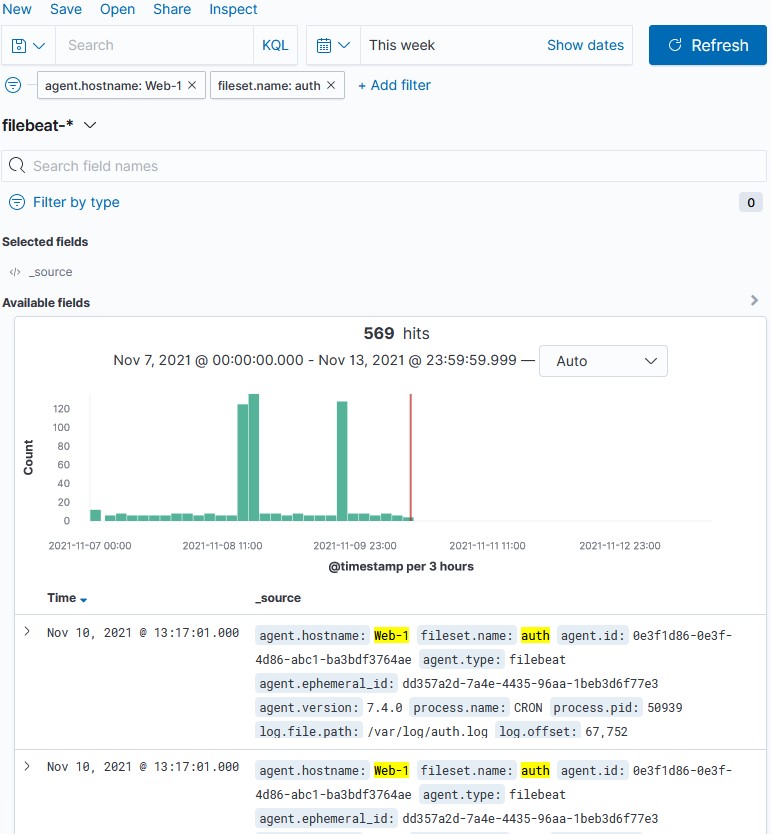 New Save Open Share Inspect
Search KQL This week Show dates Refresh
agent.hostname: Web-1 × fileset.name: auth × + Add filter
filebeat-*
Search field names
Filter by type 0
Selected fields
</> _source
Available fields
569 hits
Nov 7, 2021 @ 00:00:00.000 - Nov 13, 2021 @ 23:59:59.999 — Auto
120
100
80
60
40
20
0
Count
2021-11-07 00:00 2021-11-08 11:00 2021-11-09 23:00 2021-11-11 11:00 2021-11-12 23:00
@timestamp per 3 hours
Time _source
Nov 10, 2021 @ 13:17:01.000 agent.hostname: Web-1 fileset.name: auth agent.id: 0e3f1d86-0e3f-
4d86-abc1-ba3bdf3764ae agent.type: filebeat
agent.ephemeral_id: dd357a2d-7a4e-4435-96aa-1beb3d6f77e3
agent.version: 7.4.0 process.name: CRON process.pid: 50939
log.file.path: /var/log/auth.log log.offset: 67,752
Nov 10, 2021 @ 13:17:01.000 agent.hostname: Web-1 fileset.name: auth agent.id: 0e3f1d86-0e3f-
4d86-abc1-ba3bdf3764ae agent.type: filebeat
agent.ephemeral_id: dd357a2d-7a4e-4435-96aa-1beb3d6f77e3